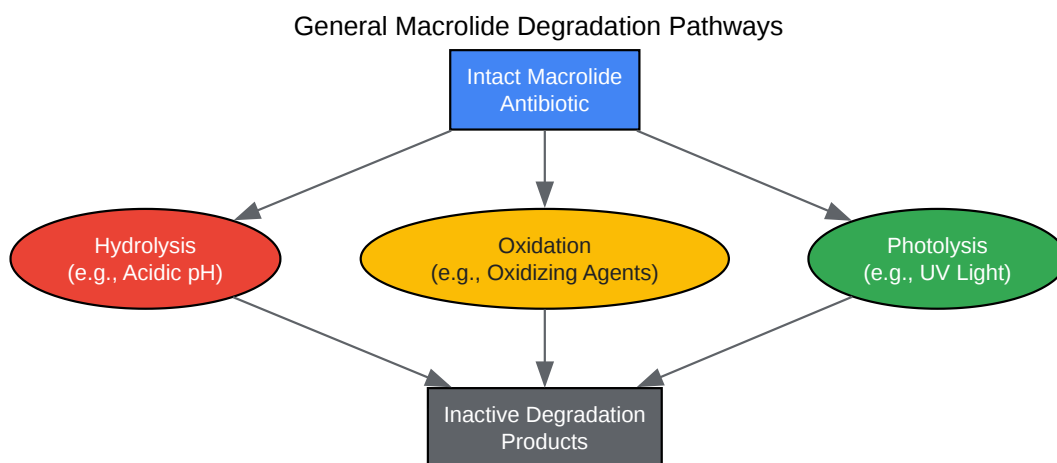 General Macrolide Degradation Pathways
Intact Macrolide
Antibiotic
Hydrolysis
(e.g., Acidic pH)
Oxidation
(e.g., Oxidizing Agents)
Photolysis
(e.g., UV Light)
Inactive Degradation
Products